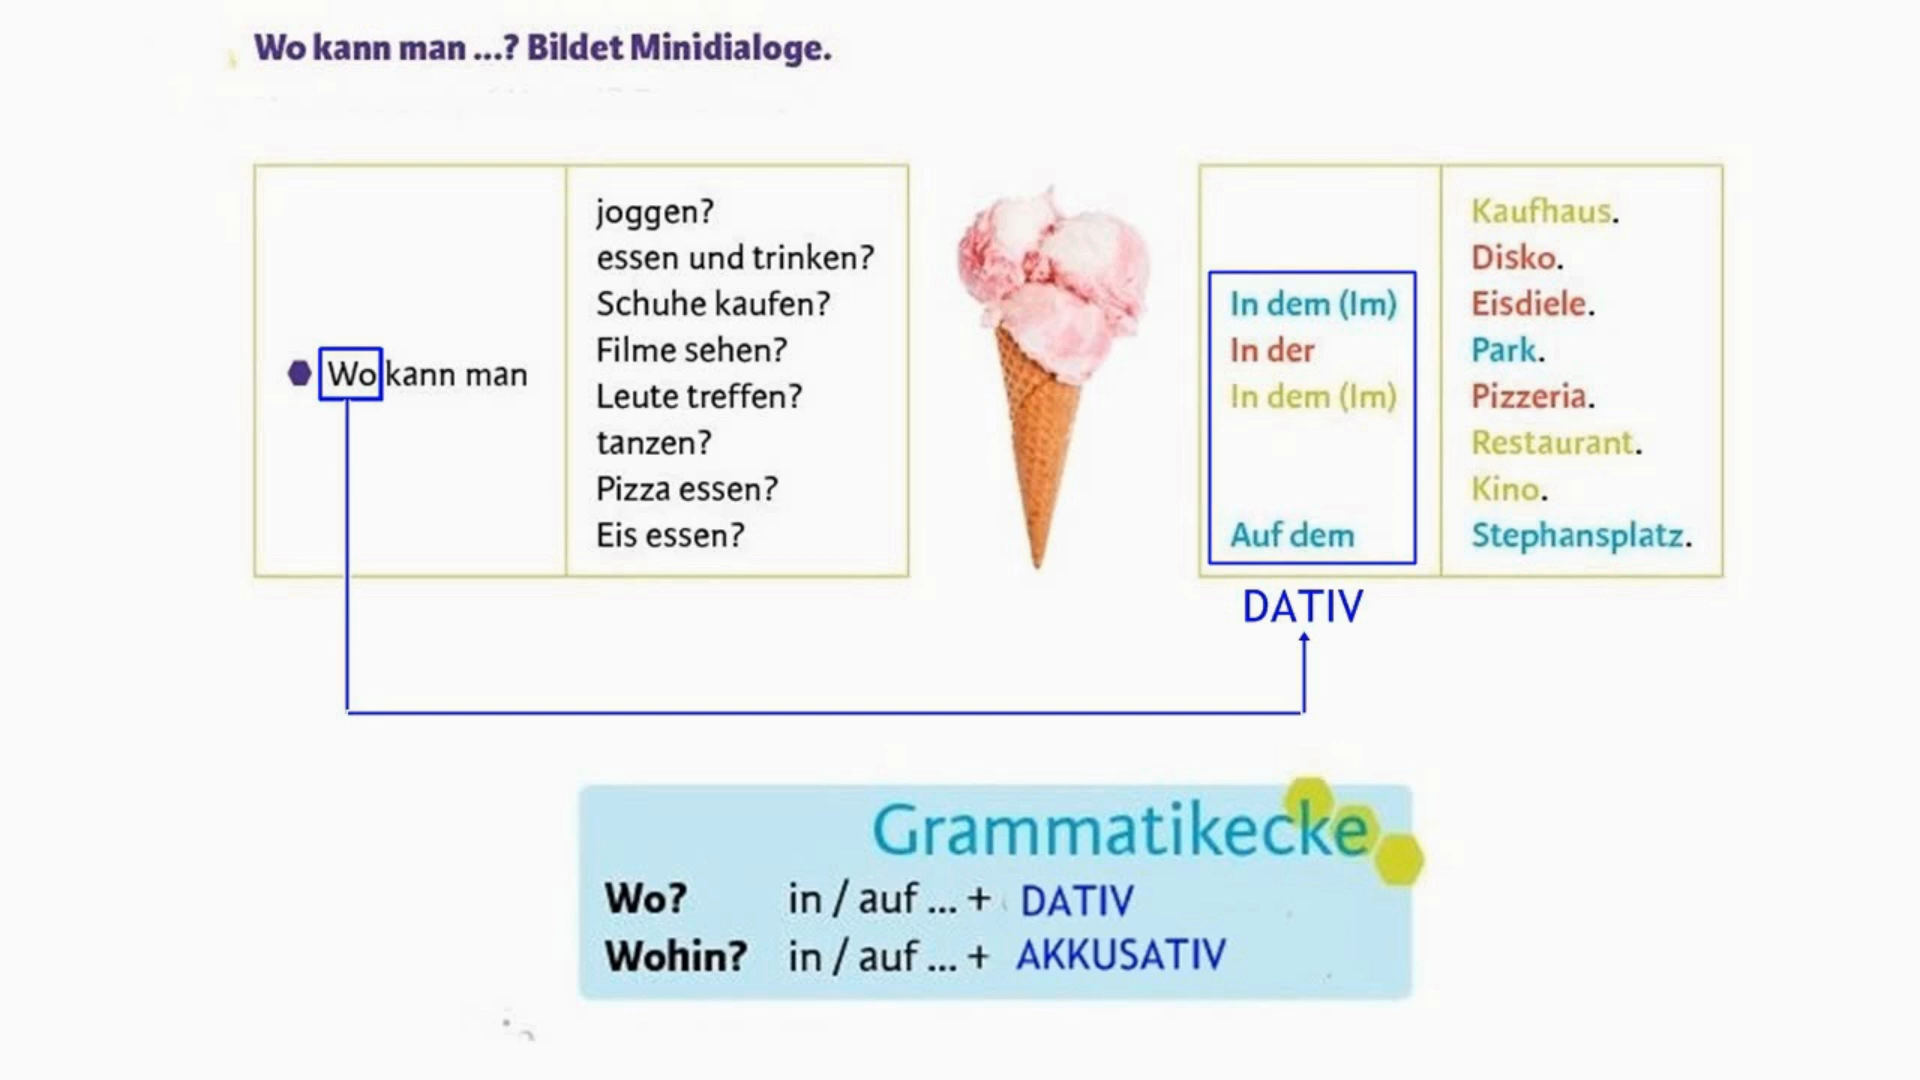 Wo kann man ...? Bildet Minidialoge.
Wo kann man
joggen?
essen und trinken?
Schuhe kaufen?
Filme sehen?
Leute treffen?
tanzen?
Pizza essen?
Eis essen?
In dem (Im)
In der
In dem (Im)
Auf dem
Kaufhaus.
Disko.
Eisdiele.
Park.
Pizzeria.
Restaurant.
Kino.
Stephansplatz.
DATIV
Grammatikecke
Wo? in / auf ... + DATIV
Wohin? in / auf ... + AKKUSATIV